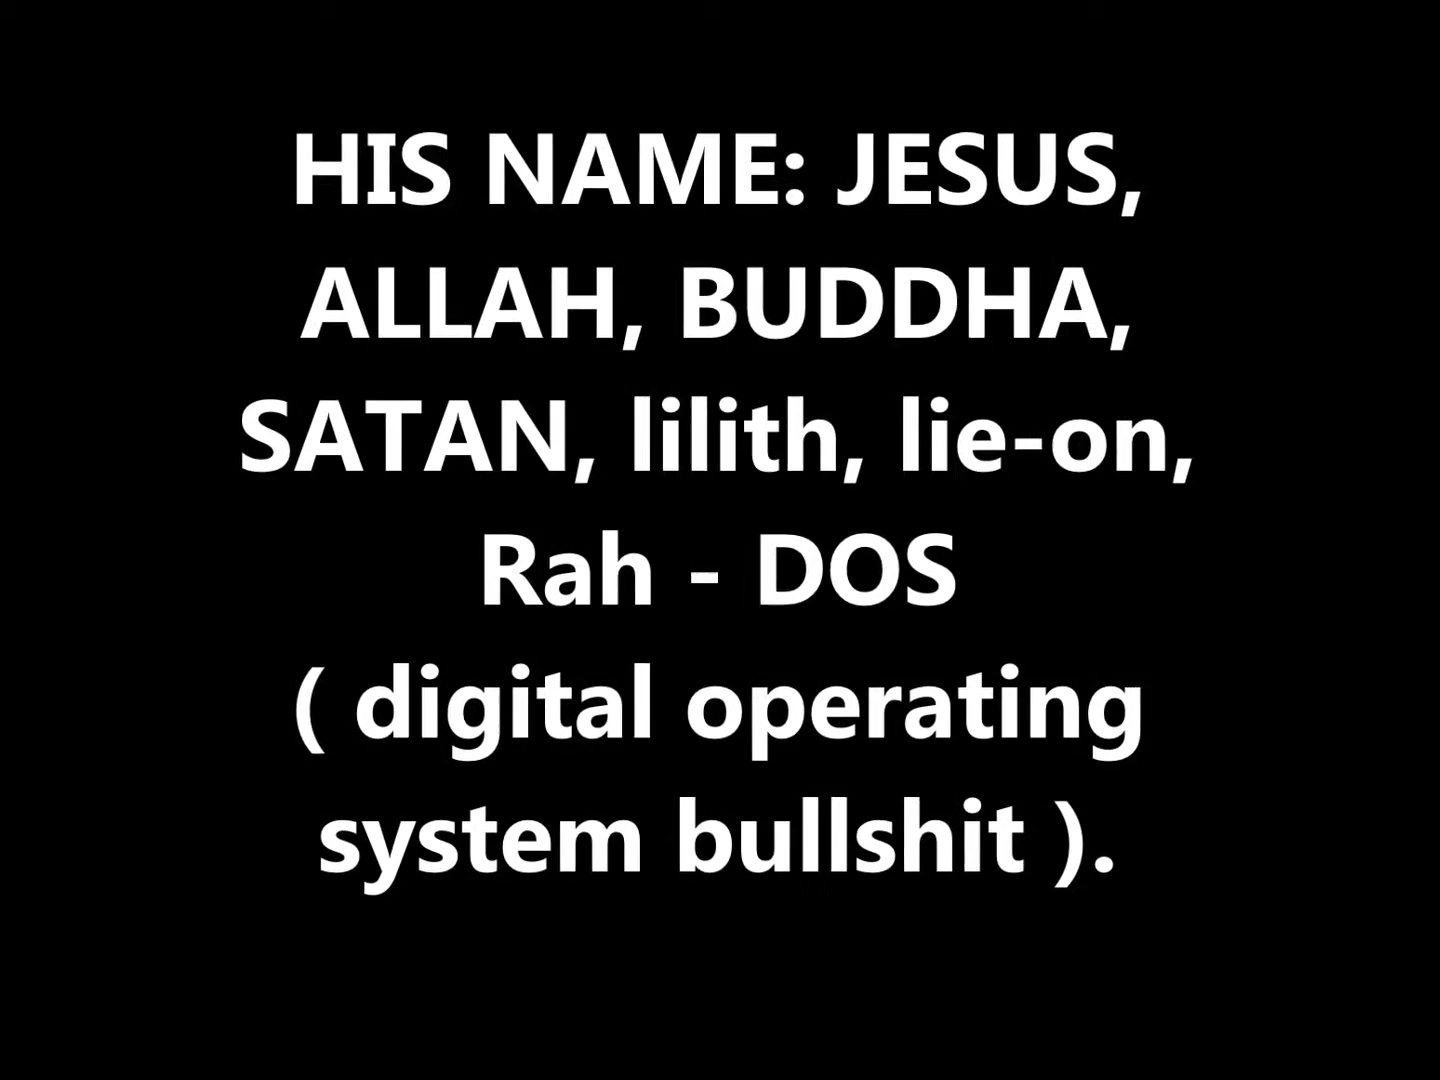 HIS NAME: JESUS,
ALLAH, BUDDHA,
SATAN, lilith, lie-on,
Rah - DOS
( digital operating
system bullshit ).